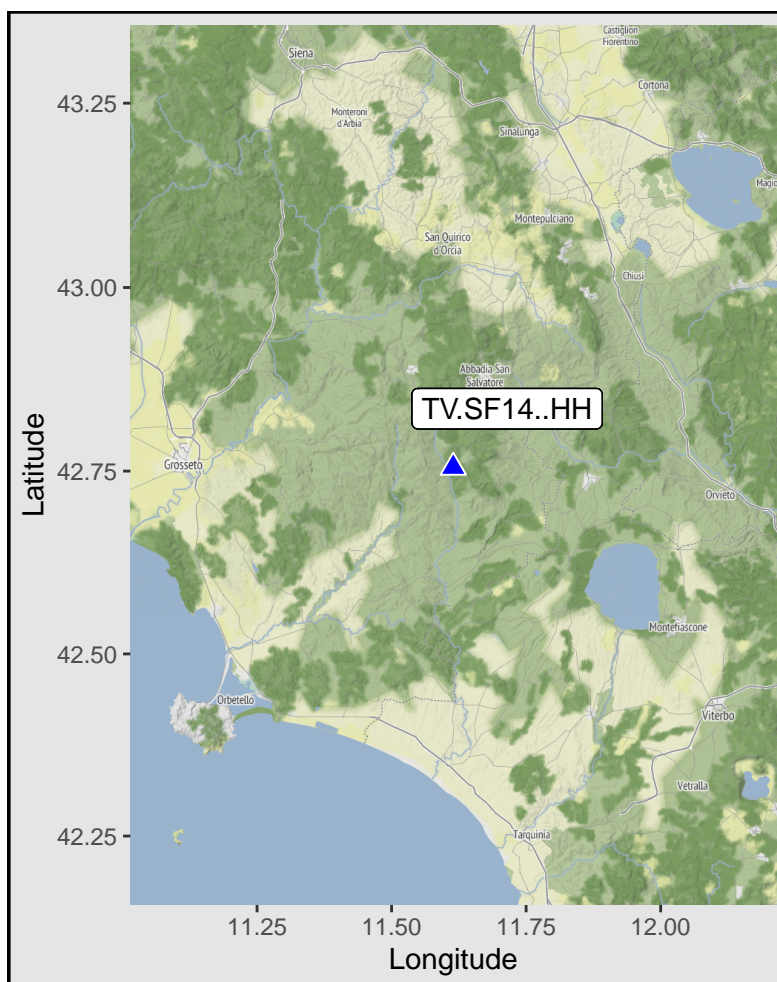 Castiglion
Fiorentino
Siena
43.25
Cortona
Monteroni
d'Arbia
Sinalunga
Magio
Montepulciano
San Quirico
d'Orcia
Chiusi
43.00
Abbadia San
Salvatore
TV.SF14..HH
Grosseto
42.75
Orvieto
Latitude
Montefiascone
42.50
Orbetello
Viterbo
Vetralla
42.25
Tarquinia
11.25
11.50
11.75
12.00
Longitude